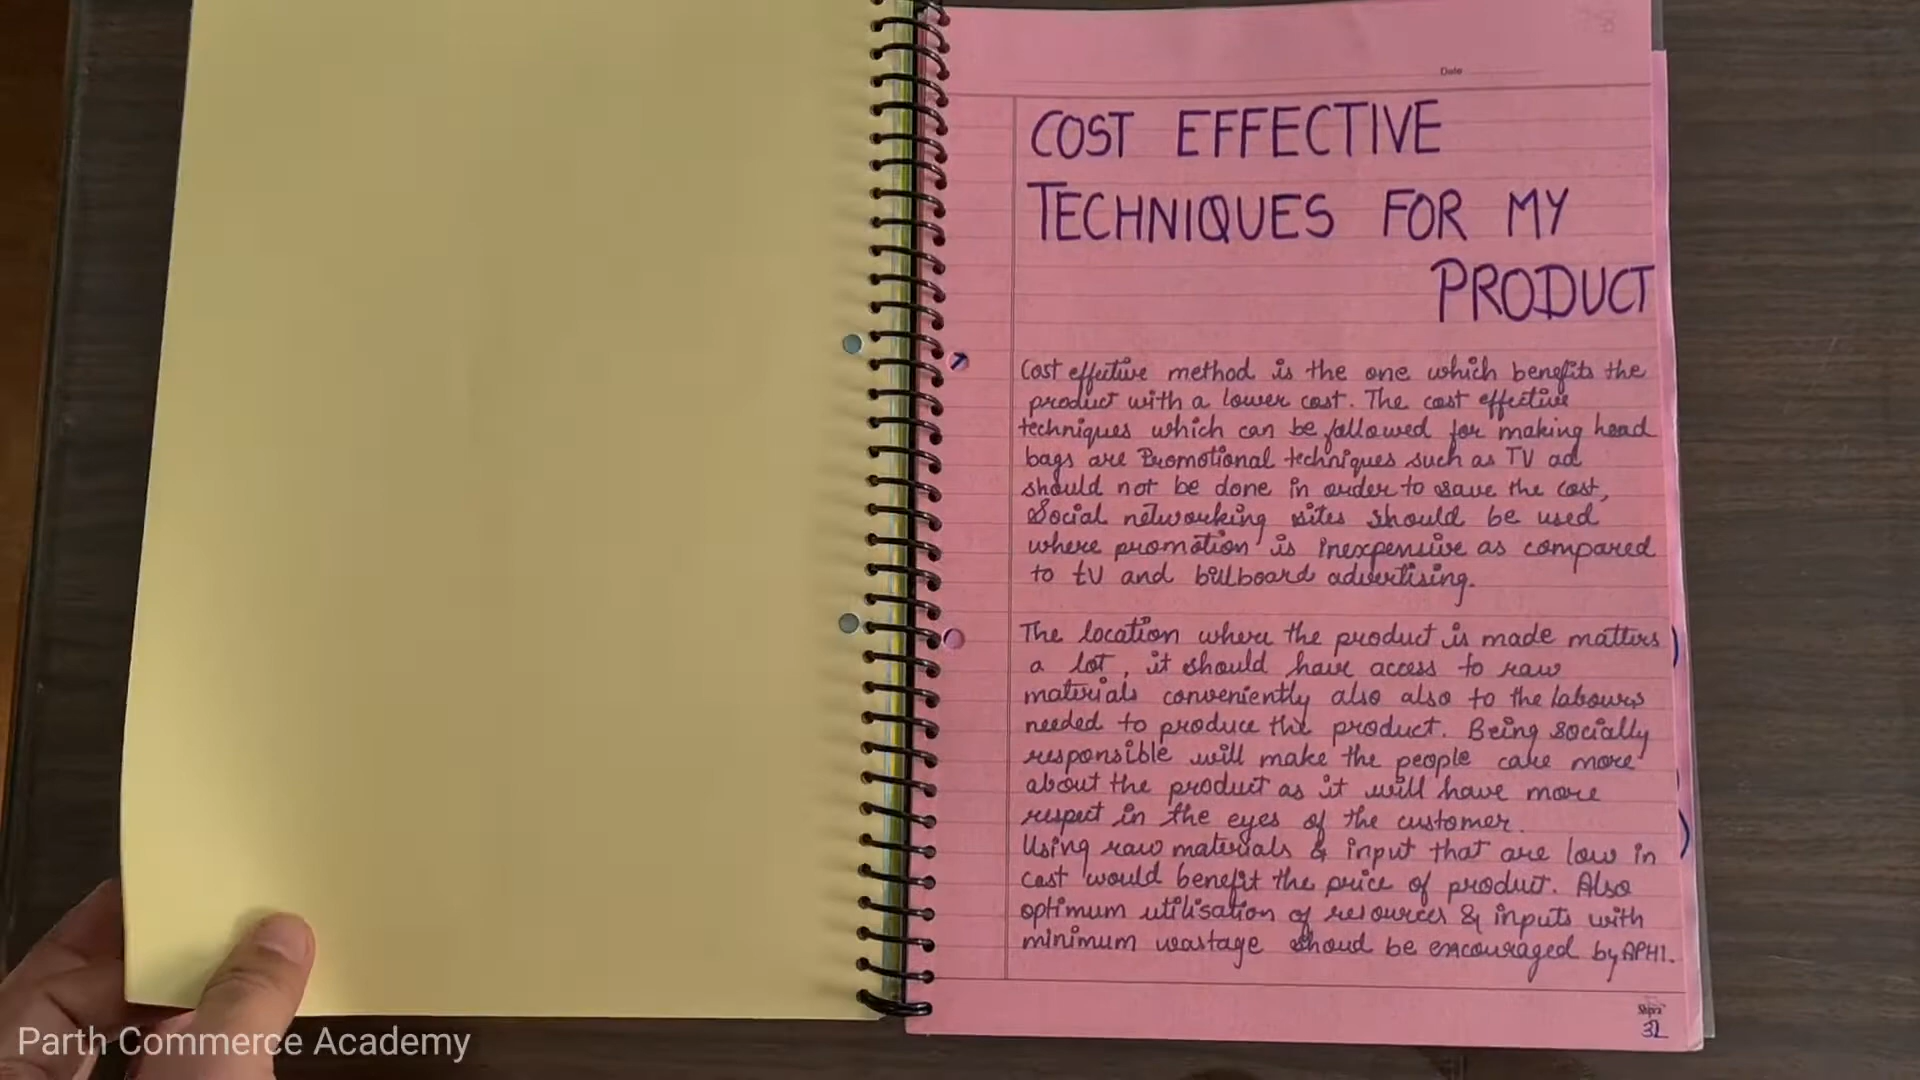 Date
COST EFFECTIVE
TECHNIQUES FOR MY
PRODUCT
Cost effective method is the one which benefits the
product with a lower cost. The cost effective
techniques which can be followed for making head
bags are Promotional techniques such as TV ad
should not be done in order to save the cost,
Social networking sites should be used
where promotion is inexpensive as compared
to tV and billboard advertising.
The location where the product is made matters
a lot, it should have access to raw
materials conveniently also also to the labours
needed to produce the product. Being socially
responsible will make the people care more
about the product as it will have more
respect in the eyes of the customer.
Using raw materials & input that are low in
cost would benefit the price of product. Also
optimum utilisation of resources & inputs with
minimum wastage shoud be encouraged by APHI.
Shipra
32
Parth Commerce Academy